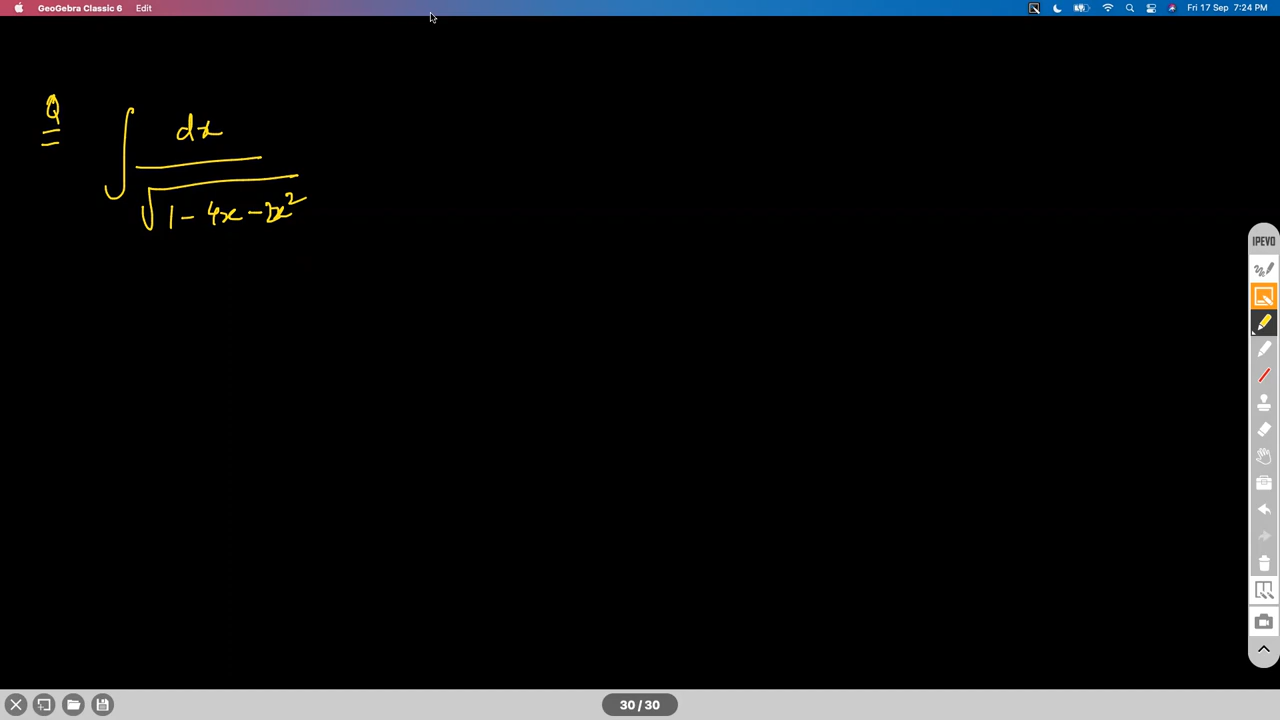 GeoGebra Classic 6 Edit Fri 17 Sep 7:24 PM
Q
∫ dx / √(1 - 4x - 2x²)
IPEVO
30 / 30